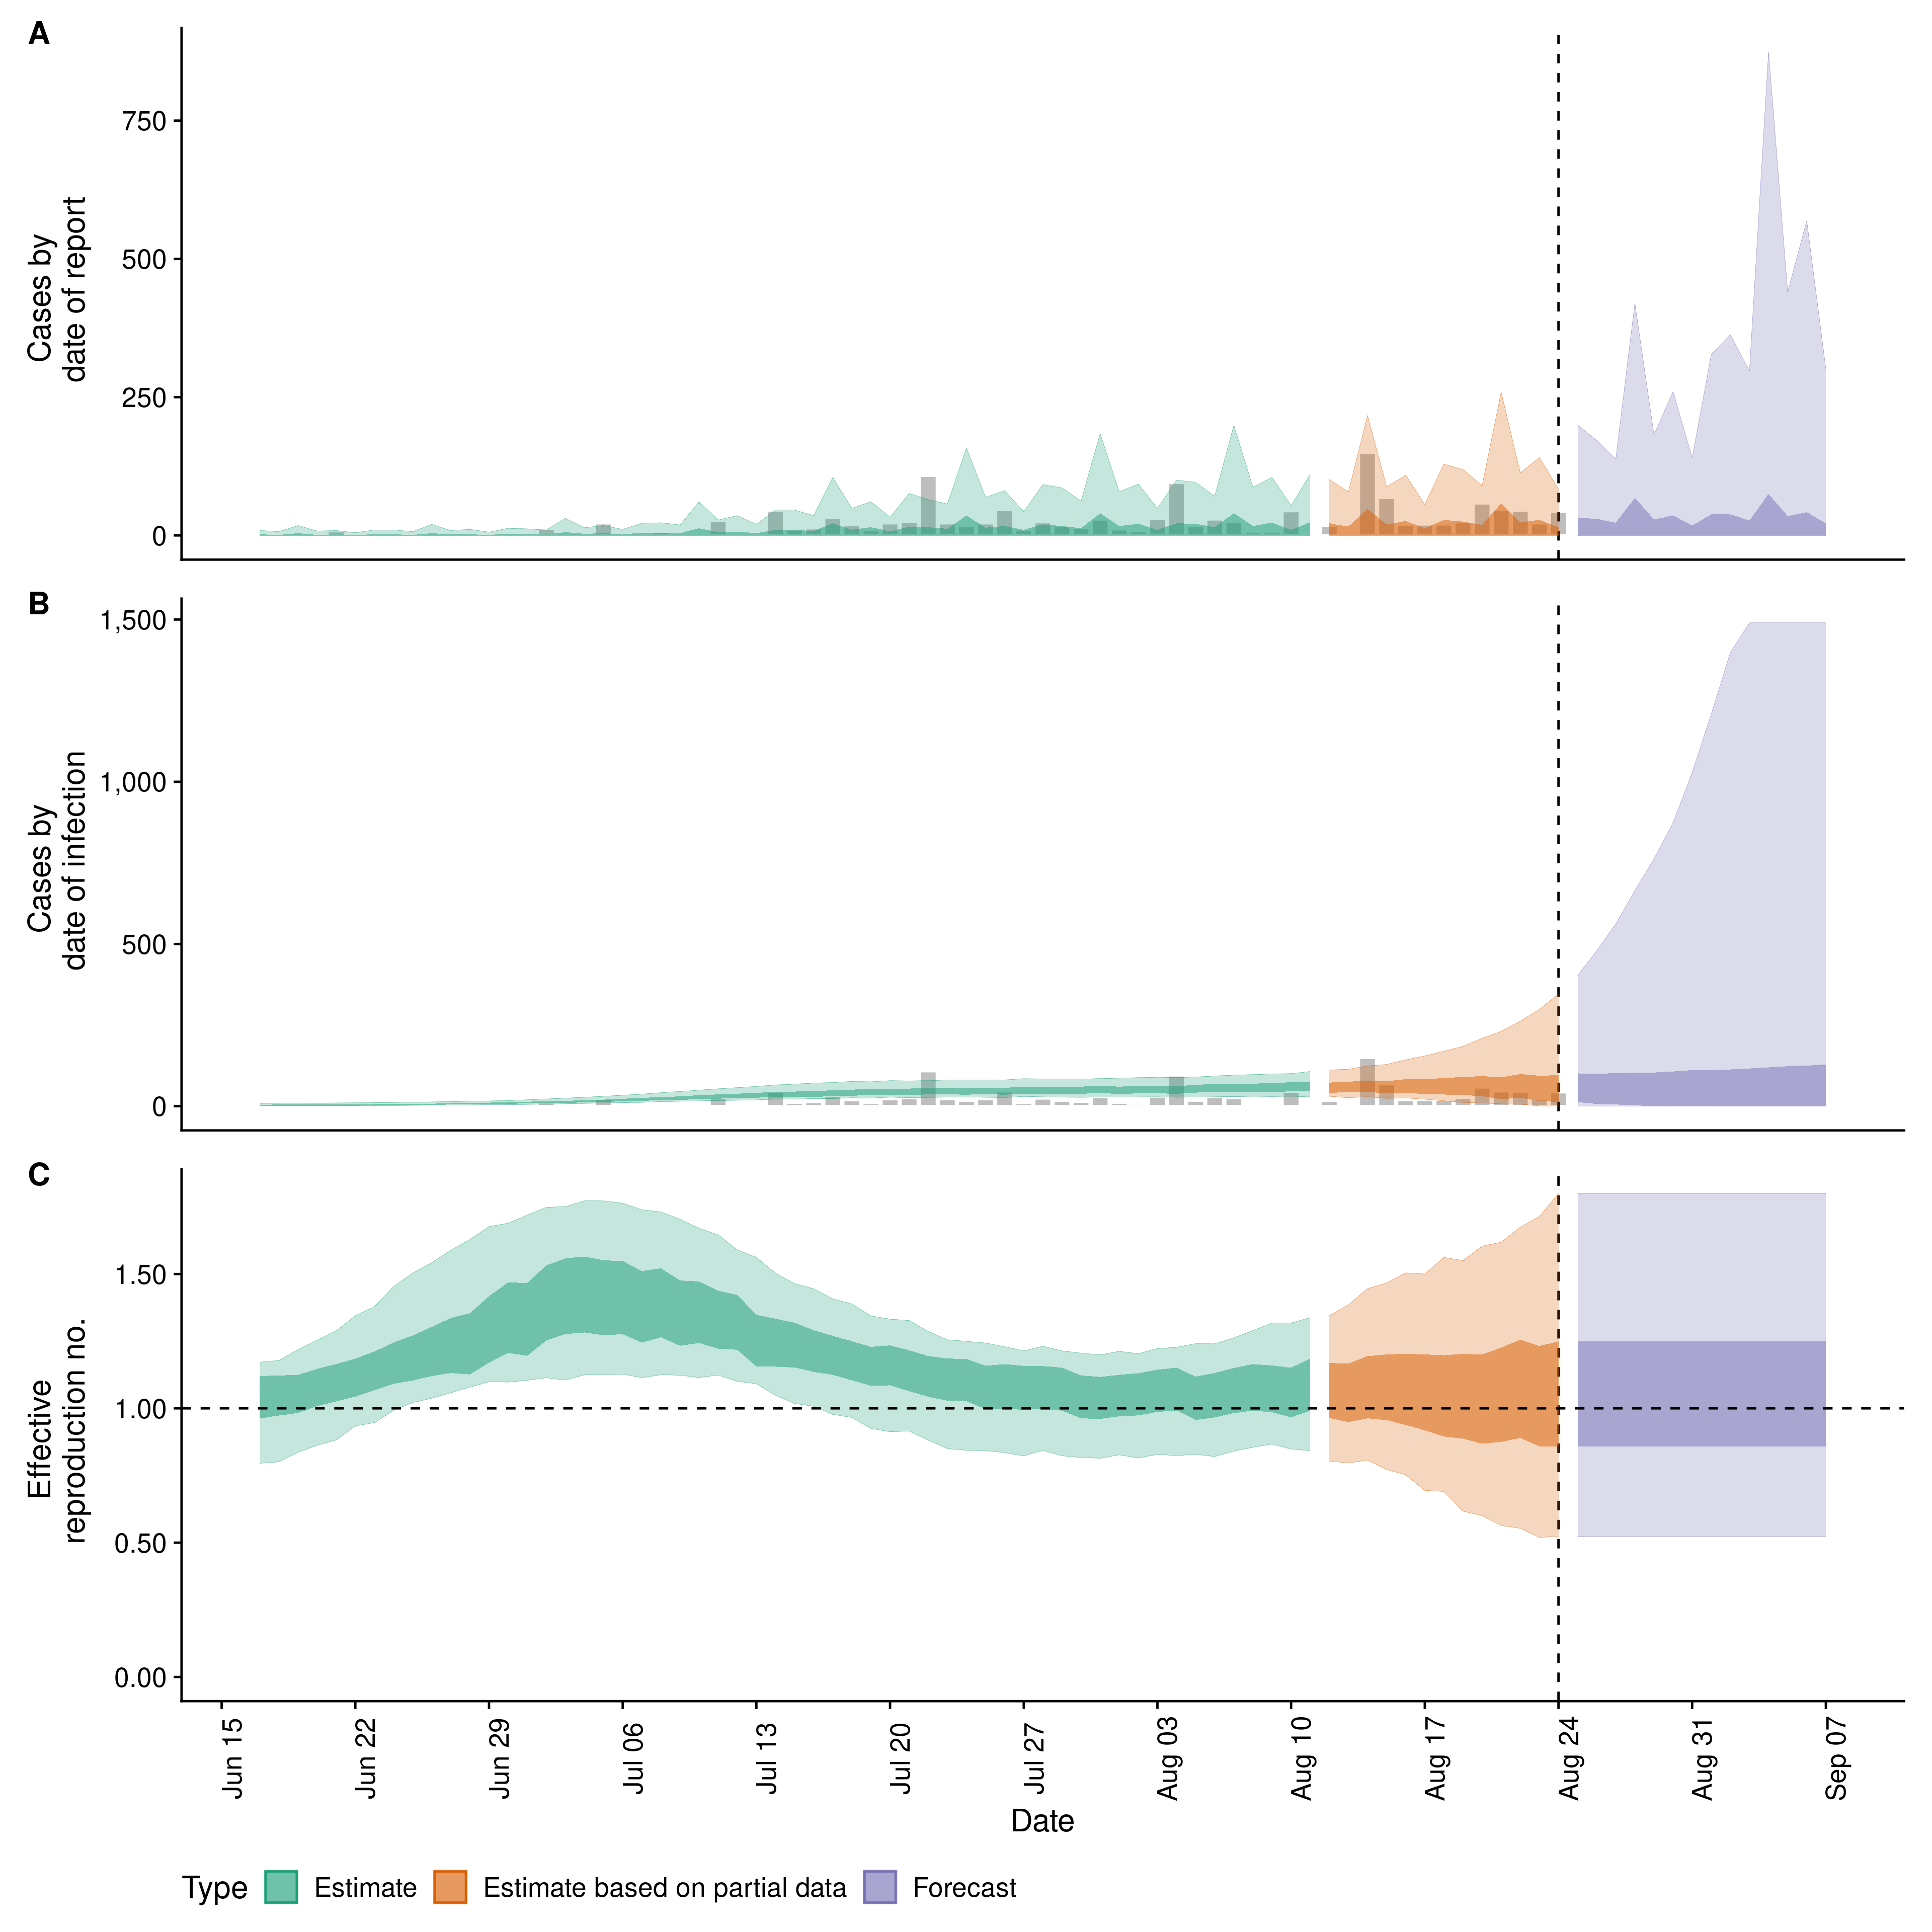 A
Cases by
date of report
750
500
250
0
B
Cases by
date of infection
1,500
1,000
500
0
C
Effective
reproduction no.
1.50
1.00
0.50
0.00
Jun 15
Jun 22
Jun 29
Jul 06
Jul 13
Jul 20
Jul 27
Aug 03
Aug 10
Aug 17
Aug 24
Aug 31
Sep 07
Date
Type
Estimate
Estimate based on partial data
Forecast